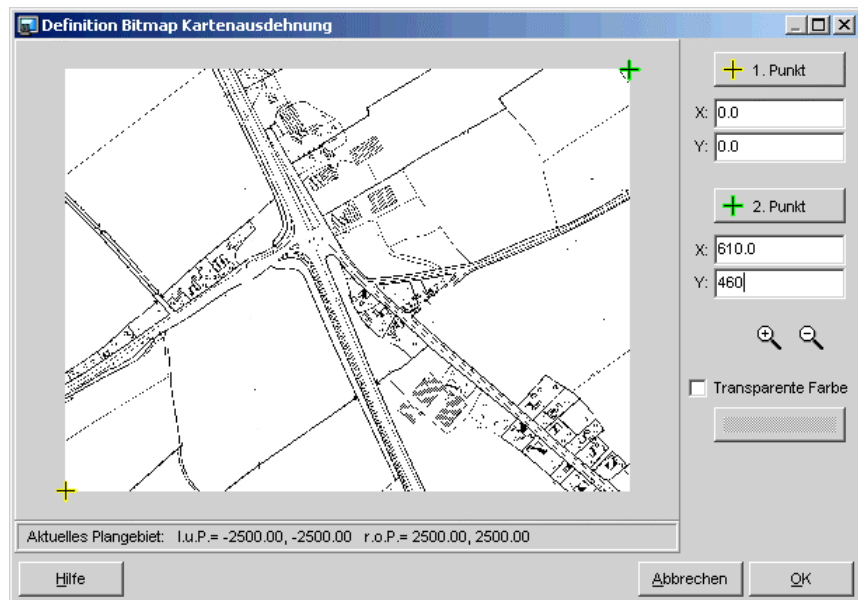 Definition Bitmap Kartenausdehnung
1. Punkt
X: 0.0
Y: 0.0
2. Punkt
X: 610.0
Y: 460
Transparente Farbe
Aktuelles Plangebiet: l.u.P.= -2500.00, -2500.00 r.o.P.= 2500.00, 2500.00
Hilfe
Abbrechen
OK